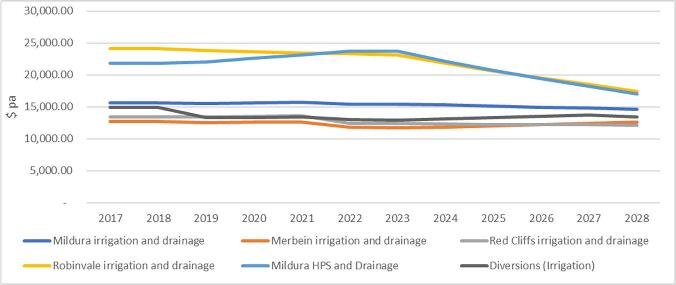 30,000.00
25,000.00
20,000.00
15,000.00
10,000.00
5,000.00
-
$ pa
2017 2018 2019 2020 2021 2022 2023 2024 2025 2026 2027 2028
Mildura irrigation and drainage Merbein irrigation and drainage Red Cliffs irrigation and drainage
Robinvale irrigation and drainage Mildura HPS and Drainage Diversions (Irrigation)